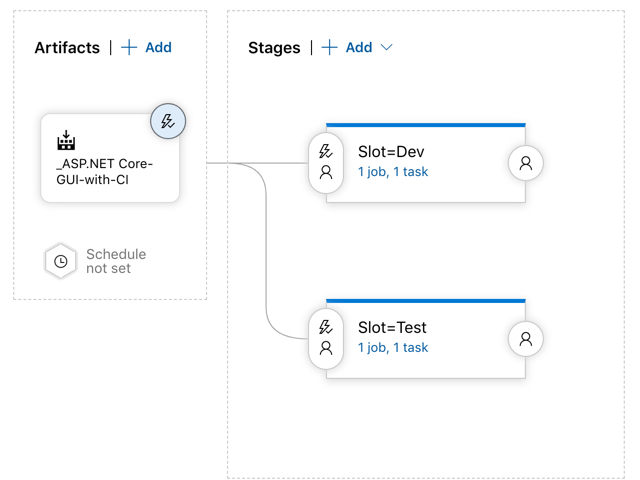 Artifacts | + Add
Stages | + Add
_ASP.NET Core-
GUI-with-CI
Schedule
not set
Slot=Dev
1 job, 1 task
Slot=Test
1 job, 1 task